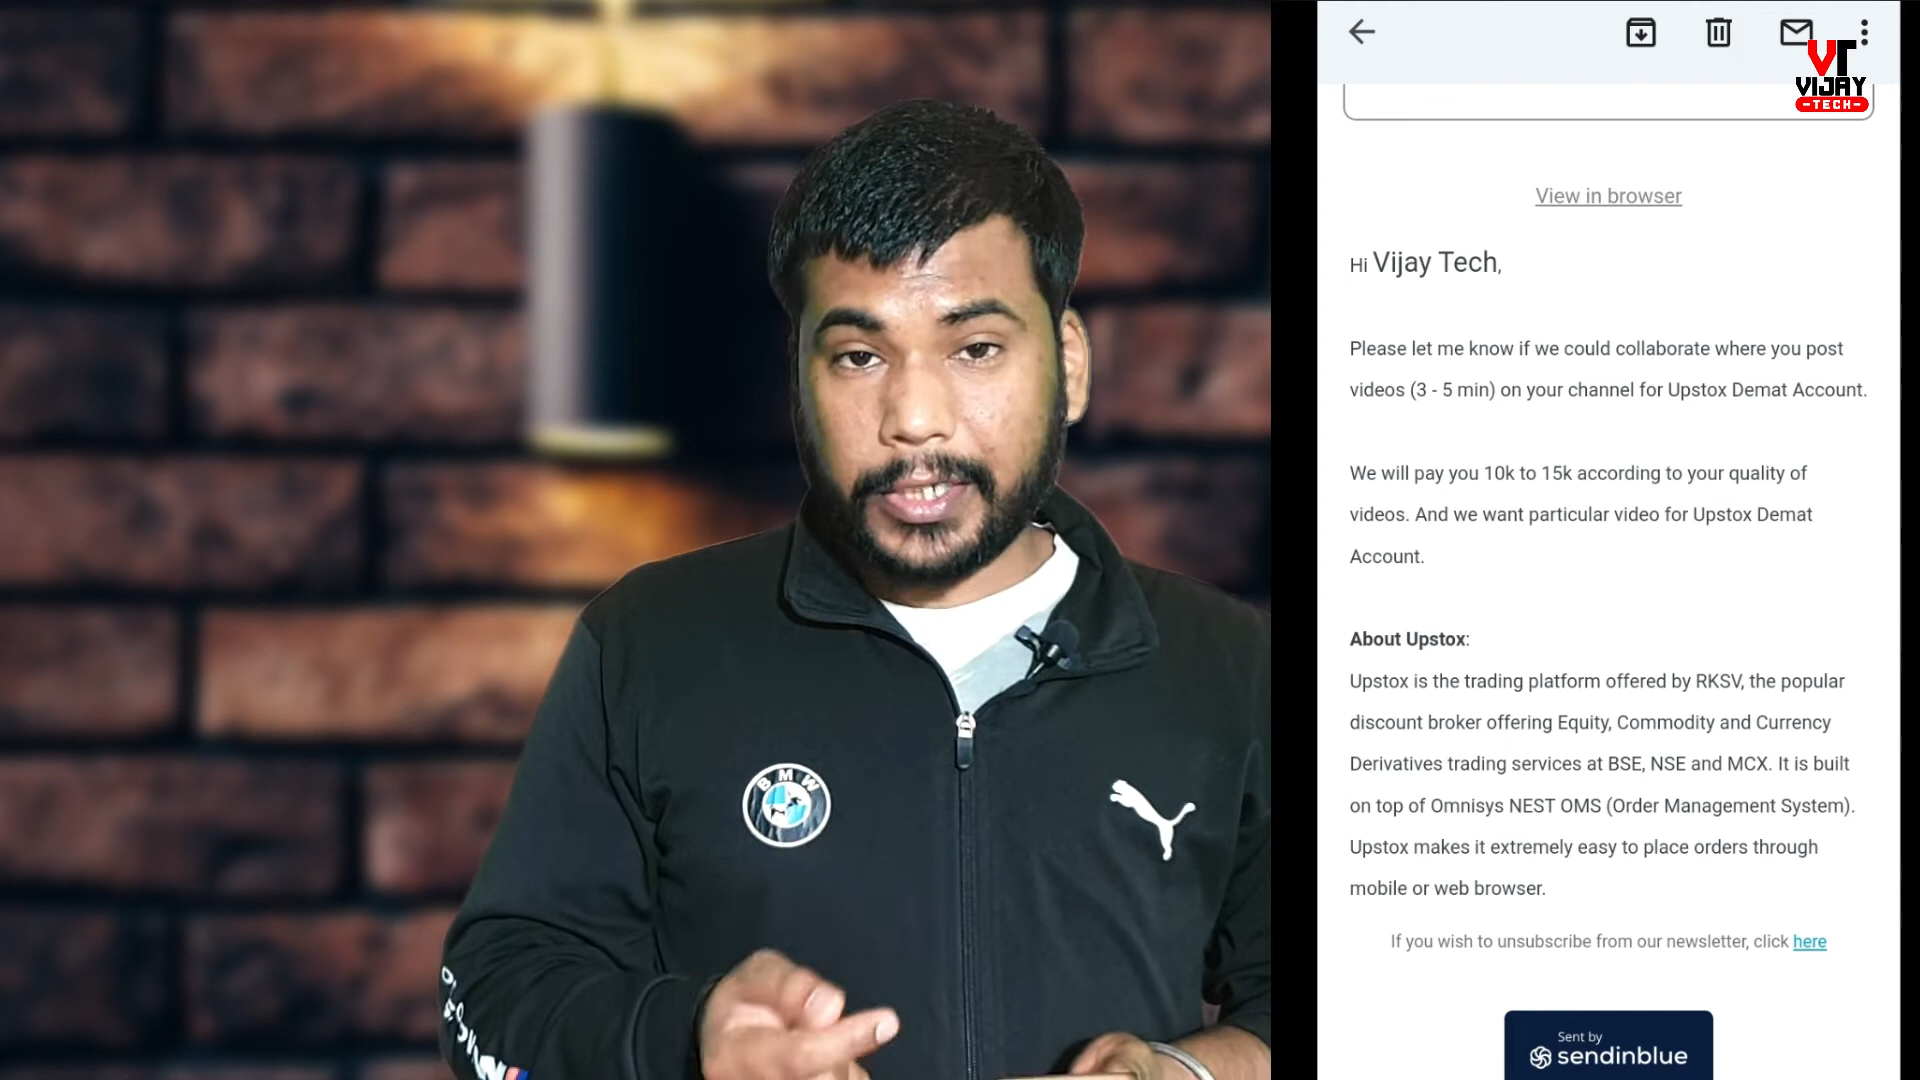 VT
VIJAY
-TECH-
View in browser
Hi Vijay Tech,
Please let me know if we could collaborate where you post
videos (3 - 5 min) on your channel for Upstox Demat Account.
We will pay you 10k to 15k according to your quality of
videos. And we want particular video for Upstox Demat
Account.
About Upstox:
Upstox is the trading platform offered by RKSV, the popular
discount broker offering Equity, Commodity and Currency
Derivatives trading services at BSE, NSE and MCX. It is built
on top of Omnisys NEST OMS (Order Management System).
Upstox makes it extremely easy to place orders through
mobile or web browser.
If you wish to unsubscribe from our newsletter, click here
Sent by
sendinblue
BMW